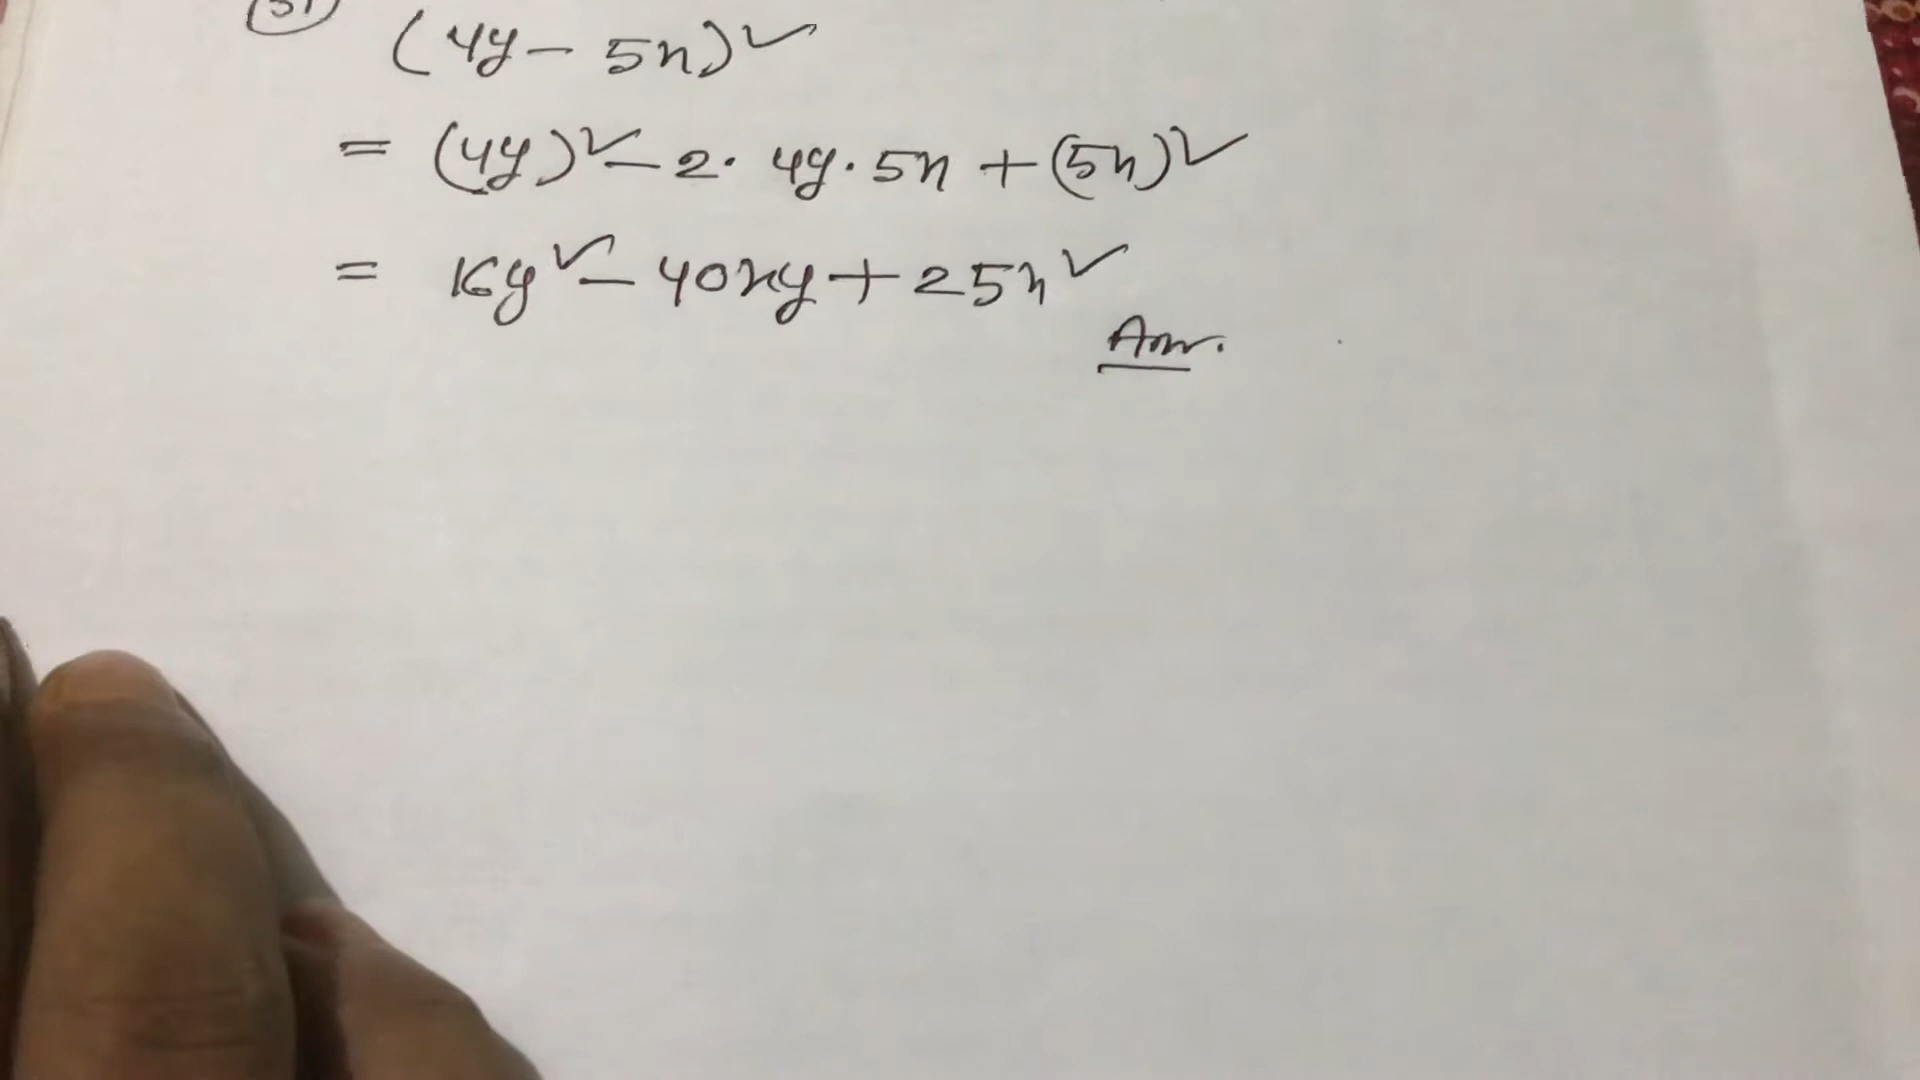 (4y - 5x)²
= (4y)² - 2· 4y· 5x + (5x)²
= 16y² - 40xy + 25x²
Ans.